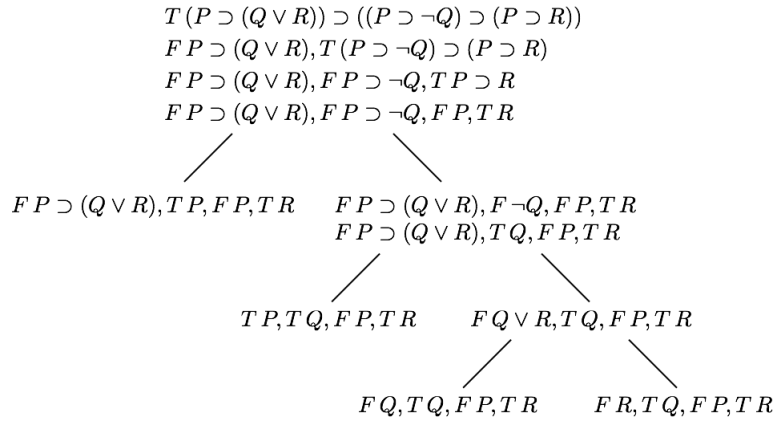 T (P ⊃ (Q ∨ R)) ⊃ ((P ⊃ ¬Q) ⊃ (P ⊃ R))
F P ⊃ (Q ∨ R), T (P ⊃ ¬Q) ⊃ (P ⊃ R)
F P ⊃ (Q ∨ R), F P ⊃ ¬Q, T P ⊃ R
F P ⊃ (Q ∨ R), F P ⊃ ¬Q, F P, T R
F P ⊃ (Q ∨ R), T P, F P, T R
F P ⊃ (Q ∨ R), F ¬Q, F P, T R
F P ⊃ (Q ∨ R), T Q, F P, T R
T P, T Q, F P, T R
F Q ∨ R, T Q, F P, T R
F Q, T Q, F P, T R
F R, T Q, F P, T R